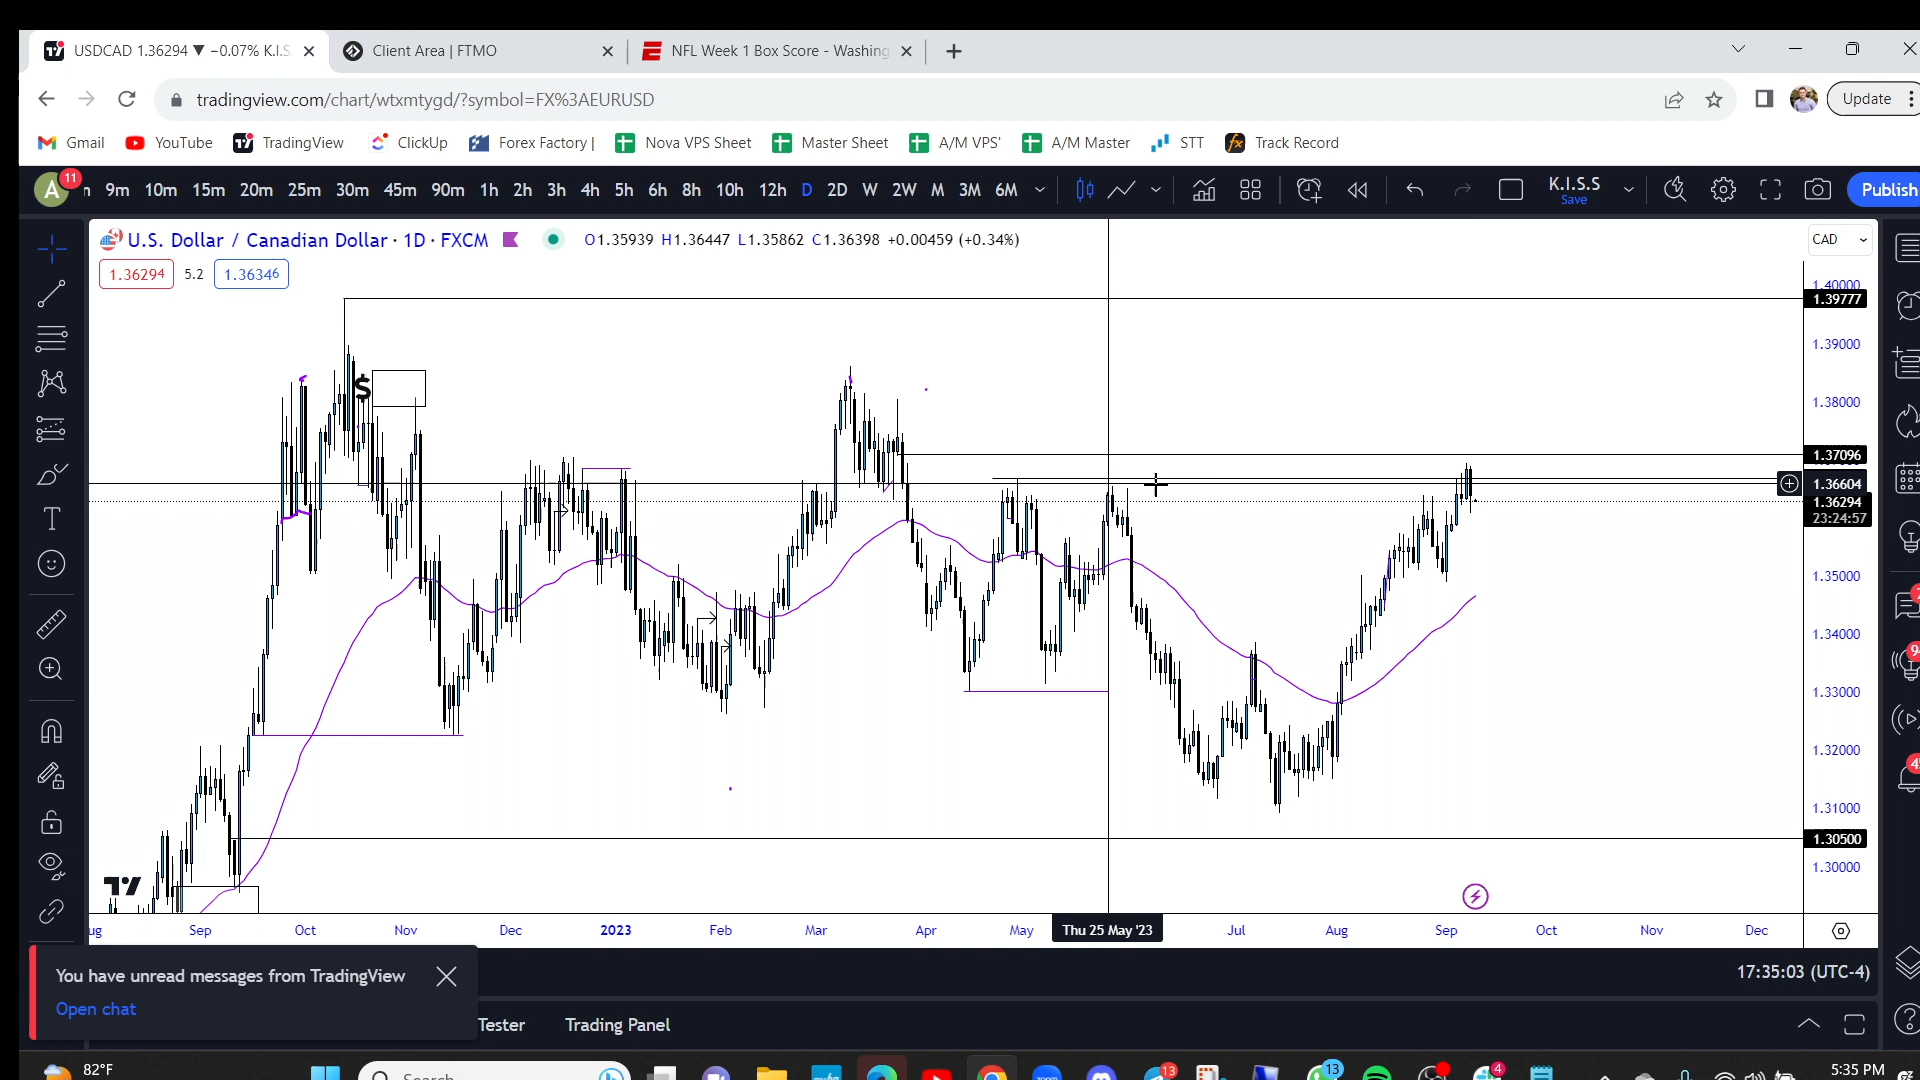 USDCAD 1.36294 ▼ −0.07% K.I.S
Client Area | FTMO
NFL Week 1 Box Score - Washing
tradingview.com/chart/wtxmtygd/?symbol=FX%3AEURUSD
Update
Gmail
YouTube
TradingView
ClickUp
Forex Factory |
Nova VPS Sheet
Master Sheet
A/M VPS'
A/M Master
STT
Track Record
A 11
9m 10m 15m 20m 25m 30m 45m 90m 1h 2h 3h 4h 5h 6h 8h 10h 12h D 2D W 2W M 3M 6M
K.I.S.S
Save
Publish
U.S. Dollar / Canadian Dollar · 1D · FXCM
O1.35939 H1.36447 L1.35862 C1.36398 +0.00459 (+0.34%)
CAD
1.36294 5.2 1.36346
1.40000
1.39777
1.39000
$
1.38000
1.37096
1.36604
1.36294
23:24:57
1.35000
1.34000
1.33000
1.32000
1.31000
1.30500
1.30000
Sep Oct Nov Dec 2023 Feb Mar Apr May Thu 25 May '23 Jul Aug Sep Oct Nov Dec
You have unread messages from TradingView
Open chat
17:35:03 (UTC-4)
Tester
Trading Panel
82°F
Search
zoom
13
13
4
5:35 PM